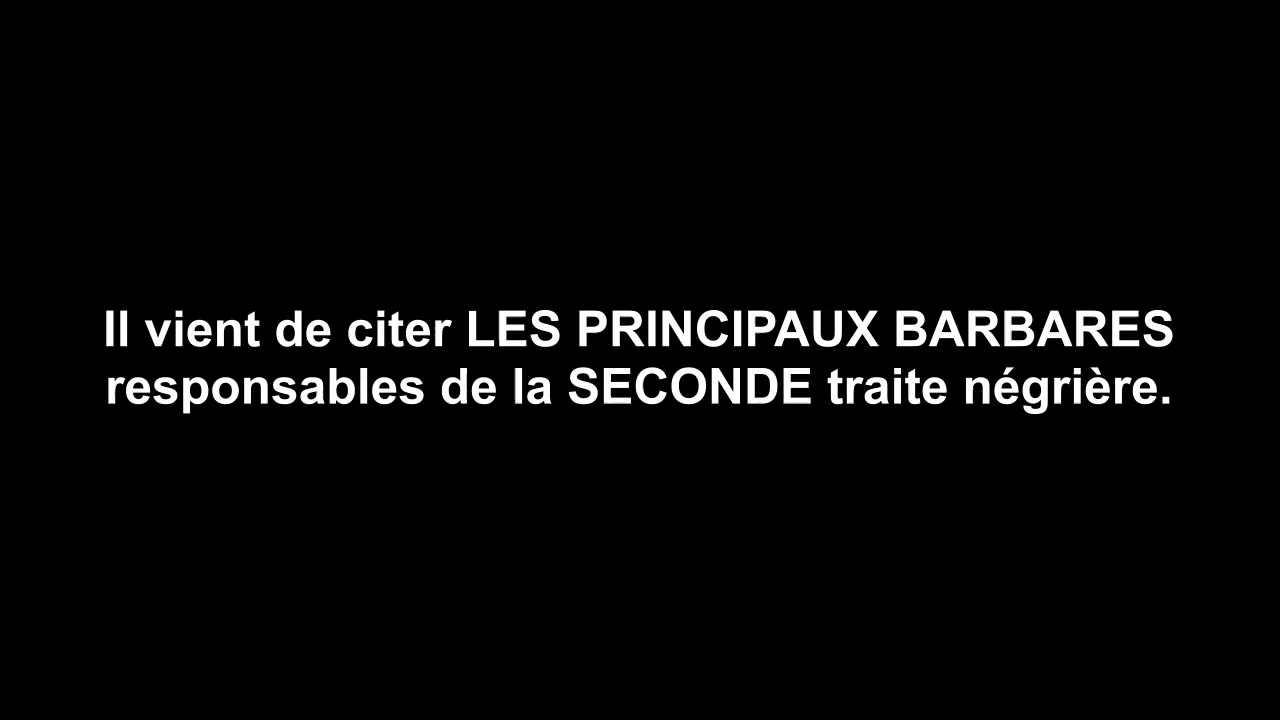 Il vient de citer LES PRINCIPAUX BARBARES
responsables de la SECONDE traite négrière.